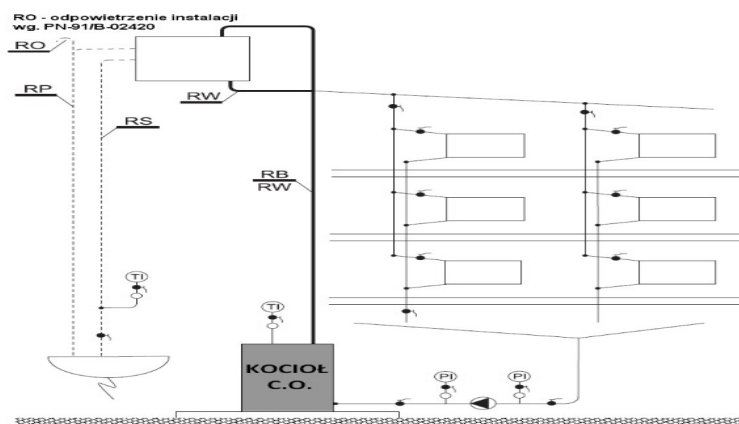 RO - odpowietrzenie instalacji
wg. PN-91/B-02420
RO
RP
RW
RS
RB
RW
TI
TI
KOCIOŁ
C.O.
PI
PI